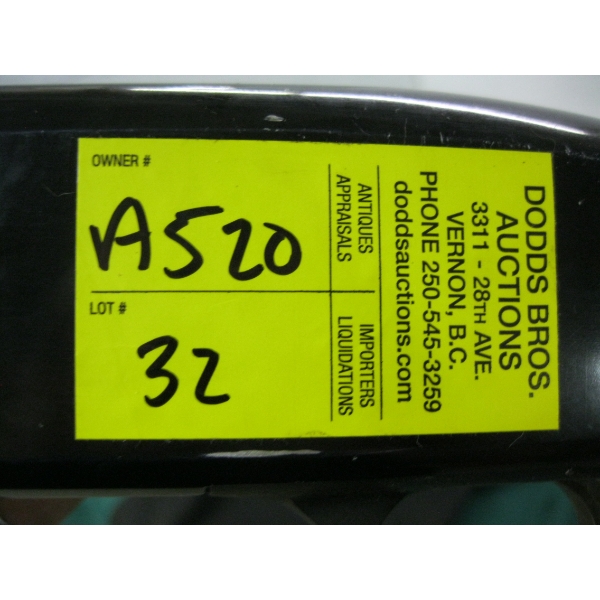 DODDS BROS.
AUCTIONS
3311 - 28TH AVE.
VERNON, B.C.
PHONE 250-545-3259
doddsauctions.com
ANTIQUES
APPRAISALS
IMPORTERS
LIQUIDATIONS
OWNER #
A520
LOT #
32